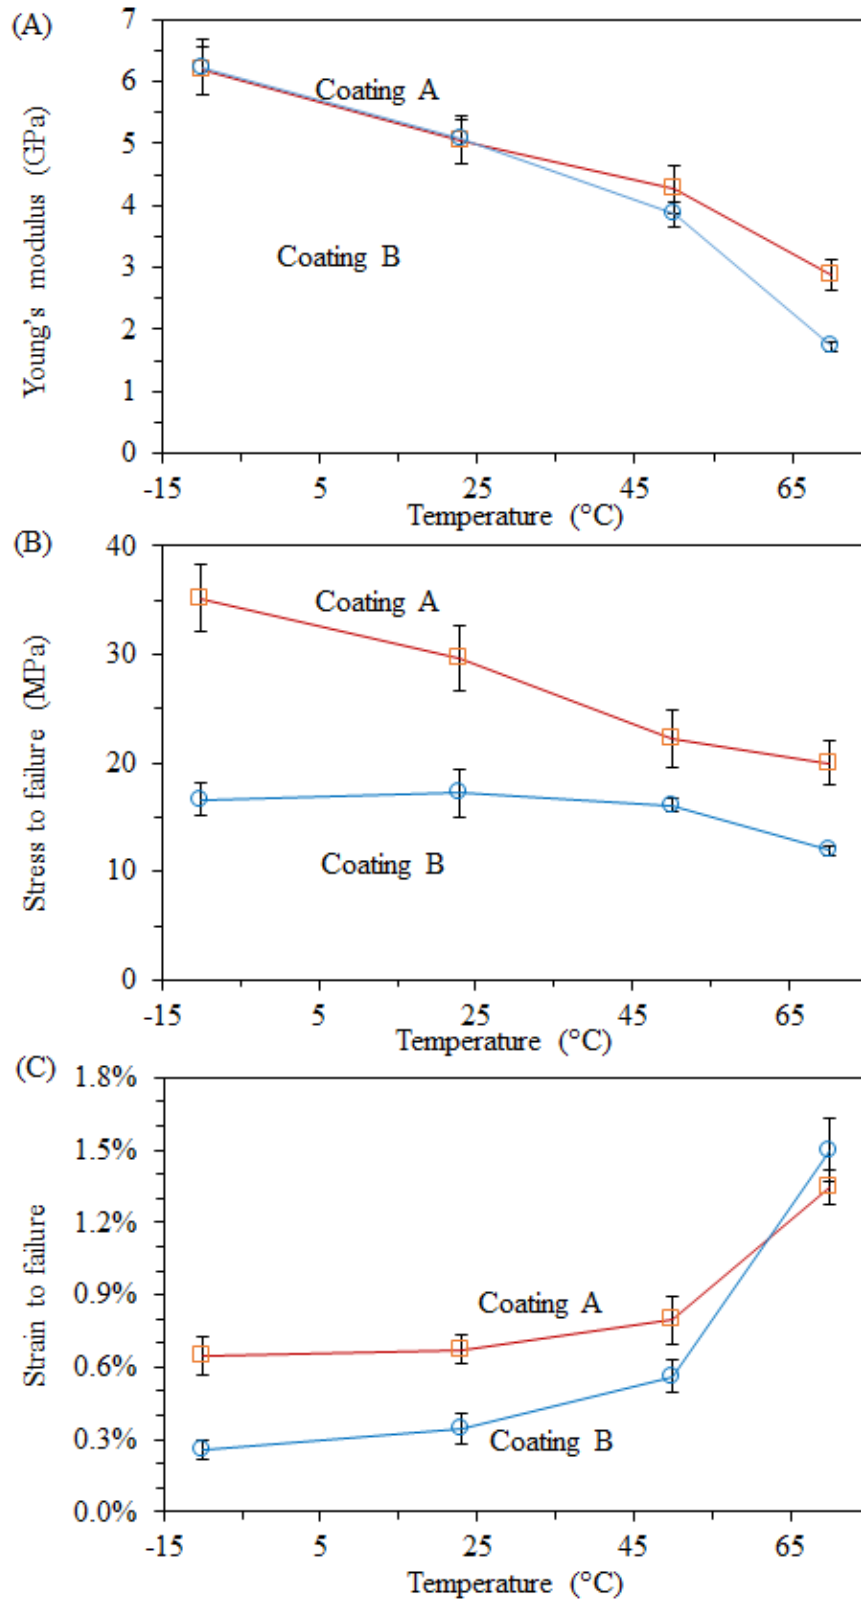 (A)
7
6
5
4
3
2
1
0
Young's modulus (GPa)
Coating A
Coating B
-15 5 25 45 65
Temperature (°C)
(B)
40
30
20
10
0
Stress to failure (MPa)
Coating A
Coating B
-15 5 25 45 65
Temperature (°C)
(C)
1.8%
1.5%
1.2%
0.9%
0.6%
0.3%
0.0%
Strain to failure
Coating A
Coating B
-15 5 25 45 65
Temperature (°C)